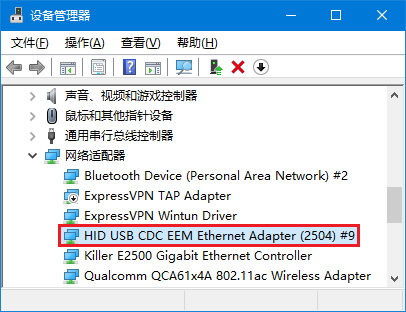 设备管理器
文件(F) 操作(A) 查看(V) 帮助(H)
声音、视频和游戏控制器
鼠标和其他指针设备
通用串行总线控制器
网络适配器
Bluetooth Device (Personal Area Network) #2
ExpressVPN TAP Adapter
ExpressVPN Wintun Driver
HID USB CDC EEM Ethernet Adapter (2504) #9
Killer E2500 Gigabit Ethernet Controller
Qualcomm QCA61x4A 802.11ac Wireless Adapter